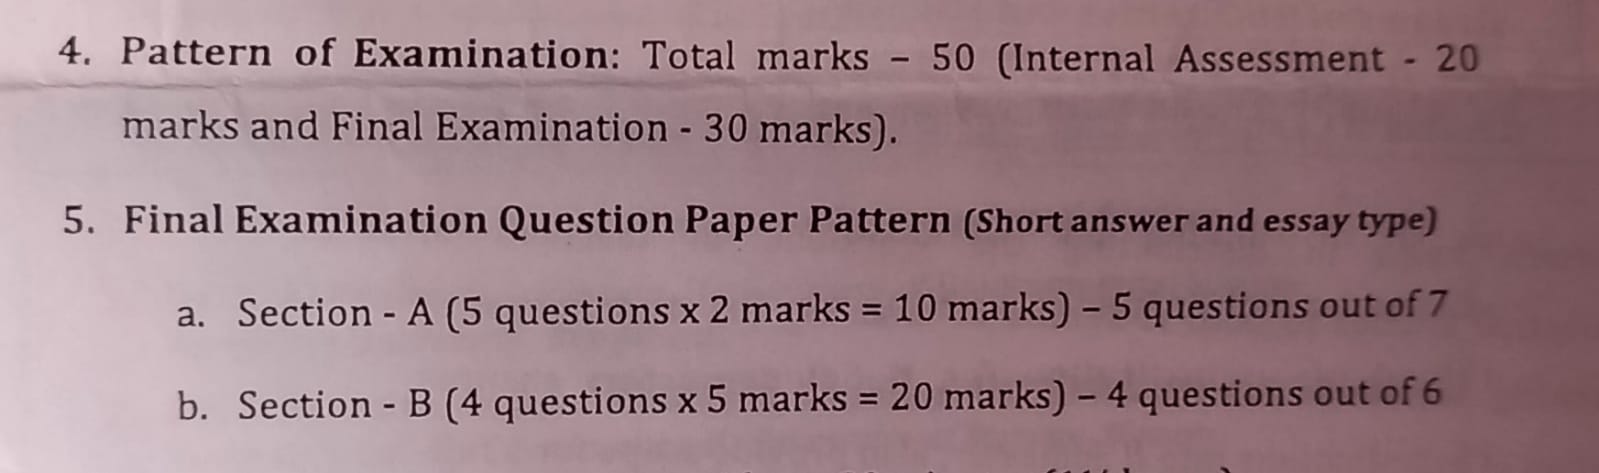 4. Pattern of Examination: Total marks – 50 (Internal Assessment - 20
marks and Final Examination - 30 marks).
5. Final Examination Question Paper Pattern (Short answer and essay type)
a. Section - A (5 questions x 2 marks = 10 marks) – 5 questions out of 7
b. Section - B (4 questions x 5 marks = 20 marks) – 4 questions out of 6